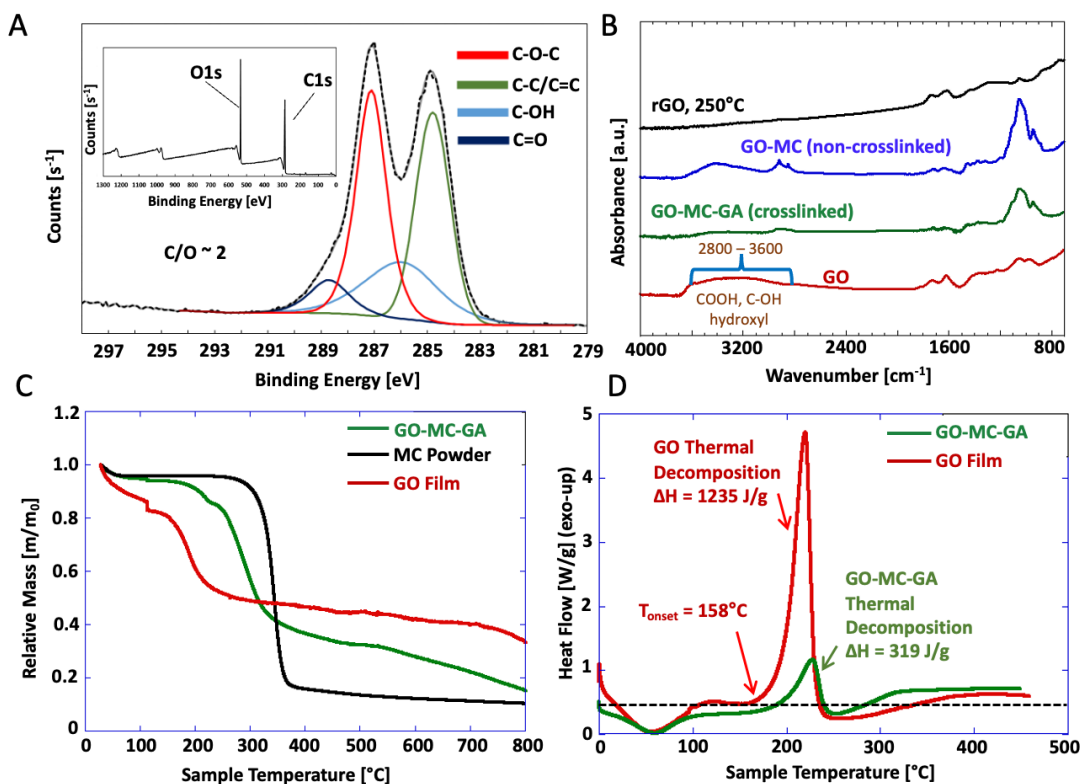 A
O1s
C1s
Counts [s-1]
1300 1200 1100 1000 900 800 700 600 500 400 300 200 100 0
Binding Energy [eV]
C-O-C
C-C/C=C
C-OH
C=O
Counts [s-1]
C/O ~ 2
297 295 293 291 289 287 285 283 281 279
Binding Energy [eV]
B
rGO, 250°C
GO-MC (non-crosslinked)
GO-MC-GA (crosslinked)
2800 – 3600
GO
COOH, C-OH
hydroxyl
Absorbance [a.u.]
4000 3200 2400 1600 800
Wavenumber [cm-1]
C
GO-MC-GA
MC Powder
GO Film
Relative Mass [m/m0]
1.2
1.0
0.8
0.6
0.4
0.2
0
0 100 200 300 400 500 600 700 800
Sample Temperature [°C]
D
GO Thermal
Decomposition
ΔH = 1235 J/g
GO-MC-GA
GO Film
Tonset = 158°C
GO-MC-GA
Thermal
Decomposition
ΔH = 319 J/g
Heat Flow [W/g] (exo-up)
5
4
3
2
1
0
0 100 200 300 400 500
Sample Temperature [°C]